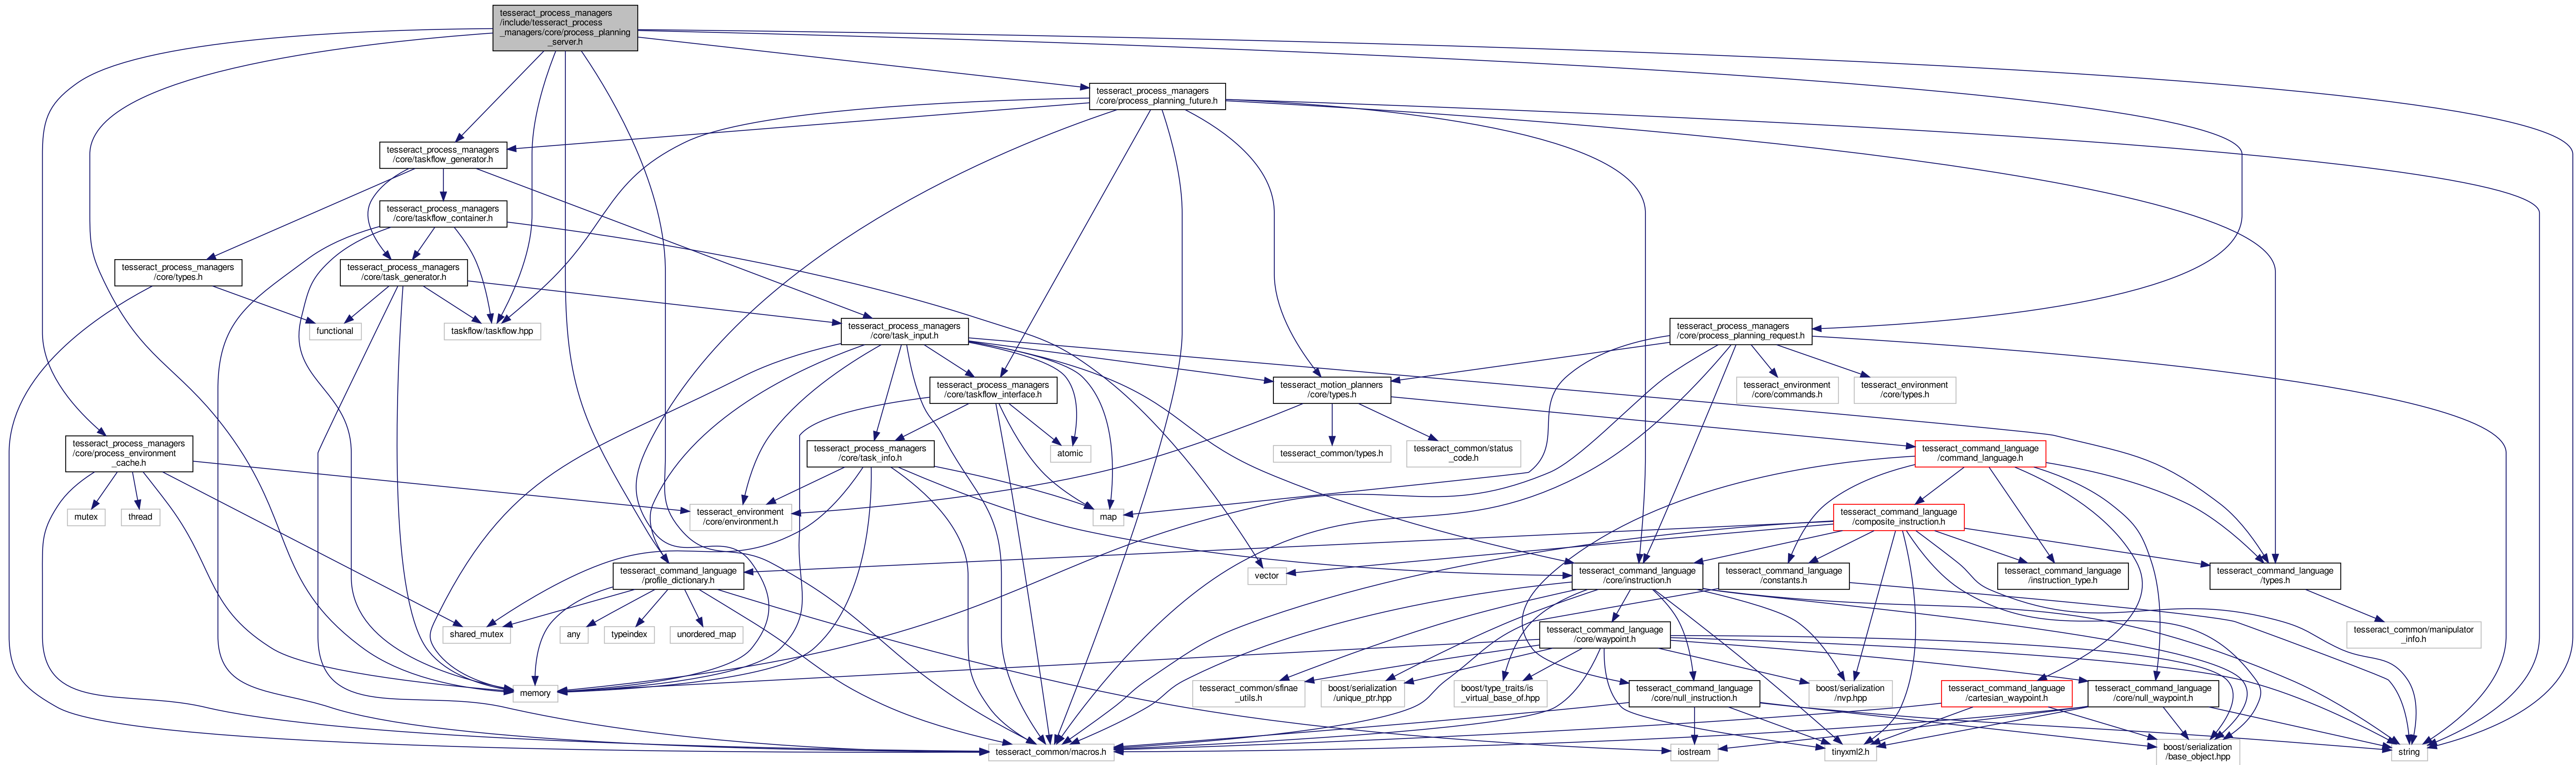 tesseract_process_managers
/include/tesseract_process
_managers/core/process_planning
_server.h
tesseract_process_managers
/core/process_planning_future.h
tesseract_process_managers
/core/taskflow_generator.h
tesseract_process_managers
/core/taskflow_container.h
tesseract_process_managers
/core/types.h
tesseract_process_managers
/core/task_generator.h
functional
taskflow/taskflow.hpp
tesseract_process_managers
/core/task_input.h
tesseract_process_managers
/core/process_planning_request.h
tesseract_process_managers
/core/taskflow_interface.h
tesseract_motion_planners
/core/types.h
tesseract_environment
/core/commands.h
tesseract_environment
/core/types.h
tesseract_process_managers
/core/process_environment
_cache.h
tesseract_process_managers
/core/task_info.h
atomic
tesseract_common/types.h
tesseract_common/status
_code.h
tesseract_command_language
/command_language.h
mutex
thread
tesseract_environment
/core/environment.h
map
tesseract_command_language
/composite_instruction.h
tesseract_command_language
/profile_dictionary.h
vector
tesseract_command_language
/core/instruction.h
tesseract_command_language
/constants.h
tesseract_command_language
/instruction_type.h
tesseract_command_language
/types.h
shared_mutex
any
typeindex
unordered_map
tesseract_command_language
/core/waypoint.h
tesseract_common/manipulator
_info.h
memory
tesseract_common/sfinae
_utils.h
boost/serialization
/unique_ptr.hpp
boost/type_traits/is
_virtual_base_of.hpp
tesseract_command_language
/core/null_instruction.h
boost/serialization
/nvp.hpp
tesseract_command_language
/cartesian_waypoint.h
tesseract_command_language
/core/null_waypoint.h
tesseract_common/macros.h
iostream
tinyxml2.h
boost/serialization
/base_object.hpp
string